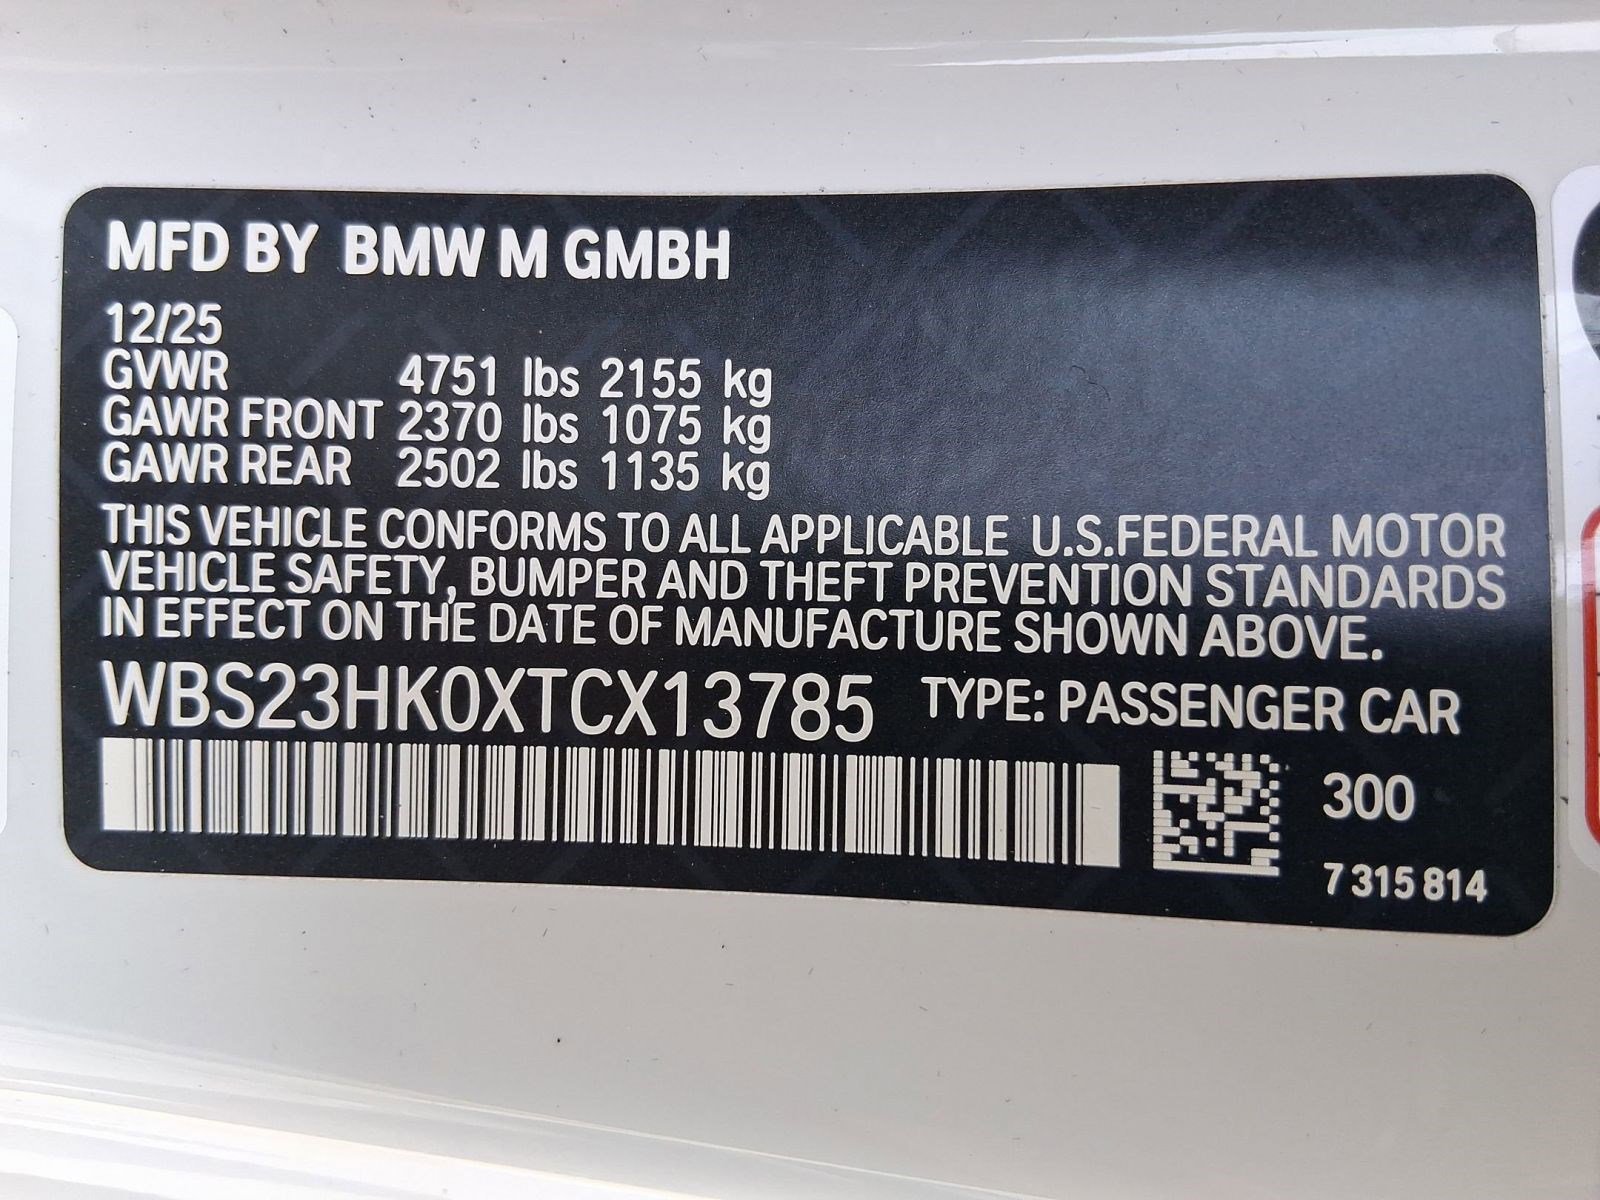 MFD BY BMW M GMBH
12/25
GVWR 4751 lbs 2155 kg
GAWR FRONT 2370 lbs 1075 kg
GAWR REAR 2502 lbs 1135 kg
THIS VEHICLE CONFORMS TO ALL APPLICABLE U.S.FEDERAL MOTOR
VEHICLE SAFETY, BUMPER AND THEFT PREVENTION STANDARDS
IN EFFECT ON THE DATE OF MANUFACTURE SHOWN ABOVE.
WBS23HK0XTCX13785 TYPE: PASSENGER CAR
300
7 315 814